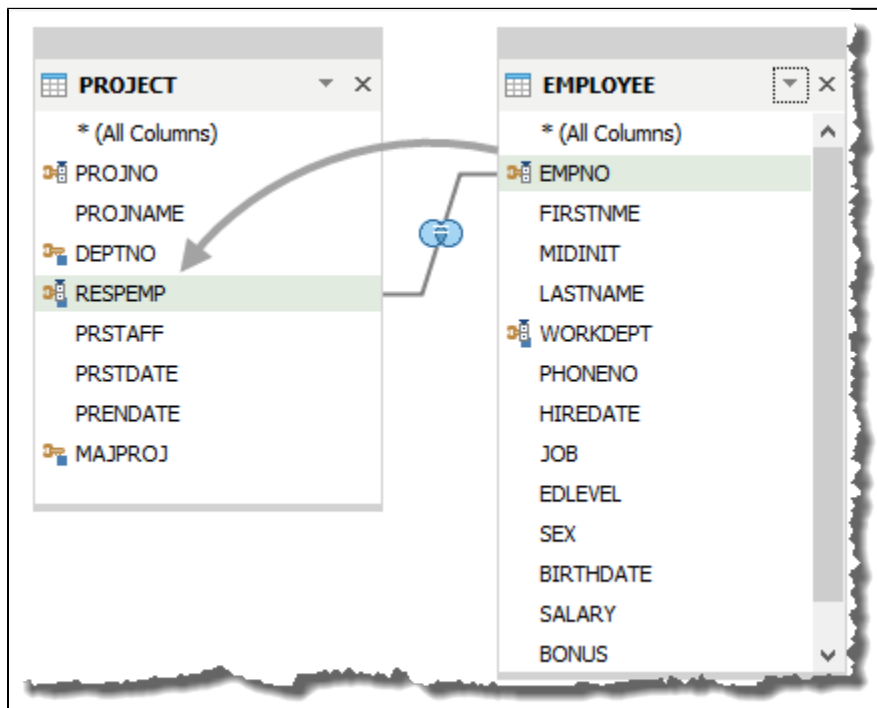 PROJECT
* (All Columns)
PROJNO
PROJNAME
DEPTNO
RESPEMP
PRSTAFF
PRSTDATE
PRENDATE
MAJPROJ
EMPLOYEE
* (All Columns)
EMPNO
FIRSTNME
MIDINIT
LASTNAME
WORKDEPT
PHONENO
HIREDATE
JOB
EDLEVEL
SEX
BIRTHDATE
SALARY
BONUS